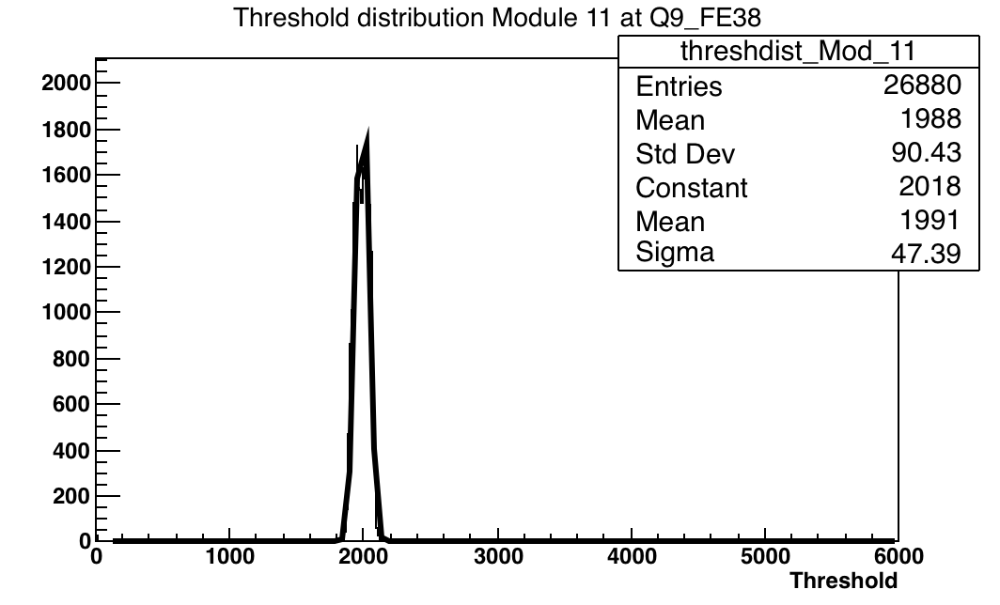 Threshold distribution Module 11 at Q9_FE38
threshdist_Mod_11
Entries 26880
Mean 1988
Std Dev 90.43
Constant 2018
Mean 1991
Sigma 47.39
2000
1800
1600
1400
1200
1000
800
600
400
200
0
0 1000 2000 3000 4000 5000 6000
Threshold